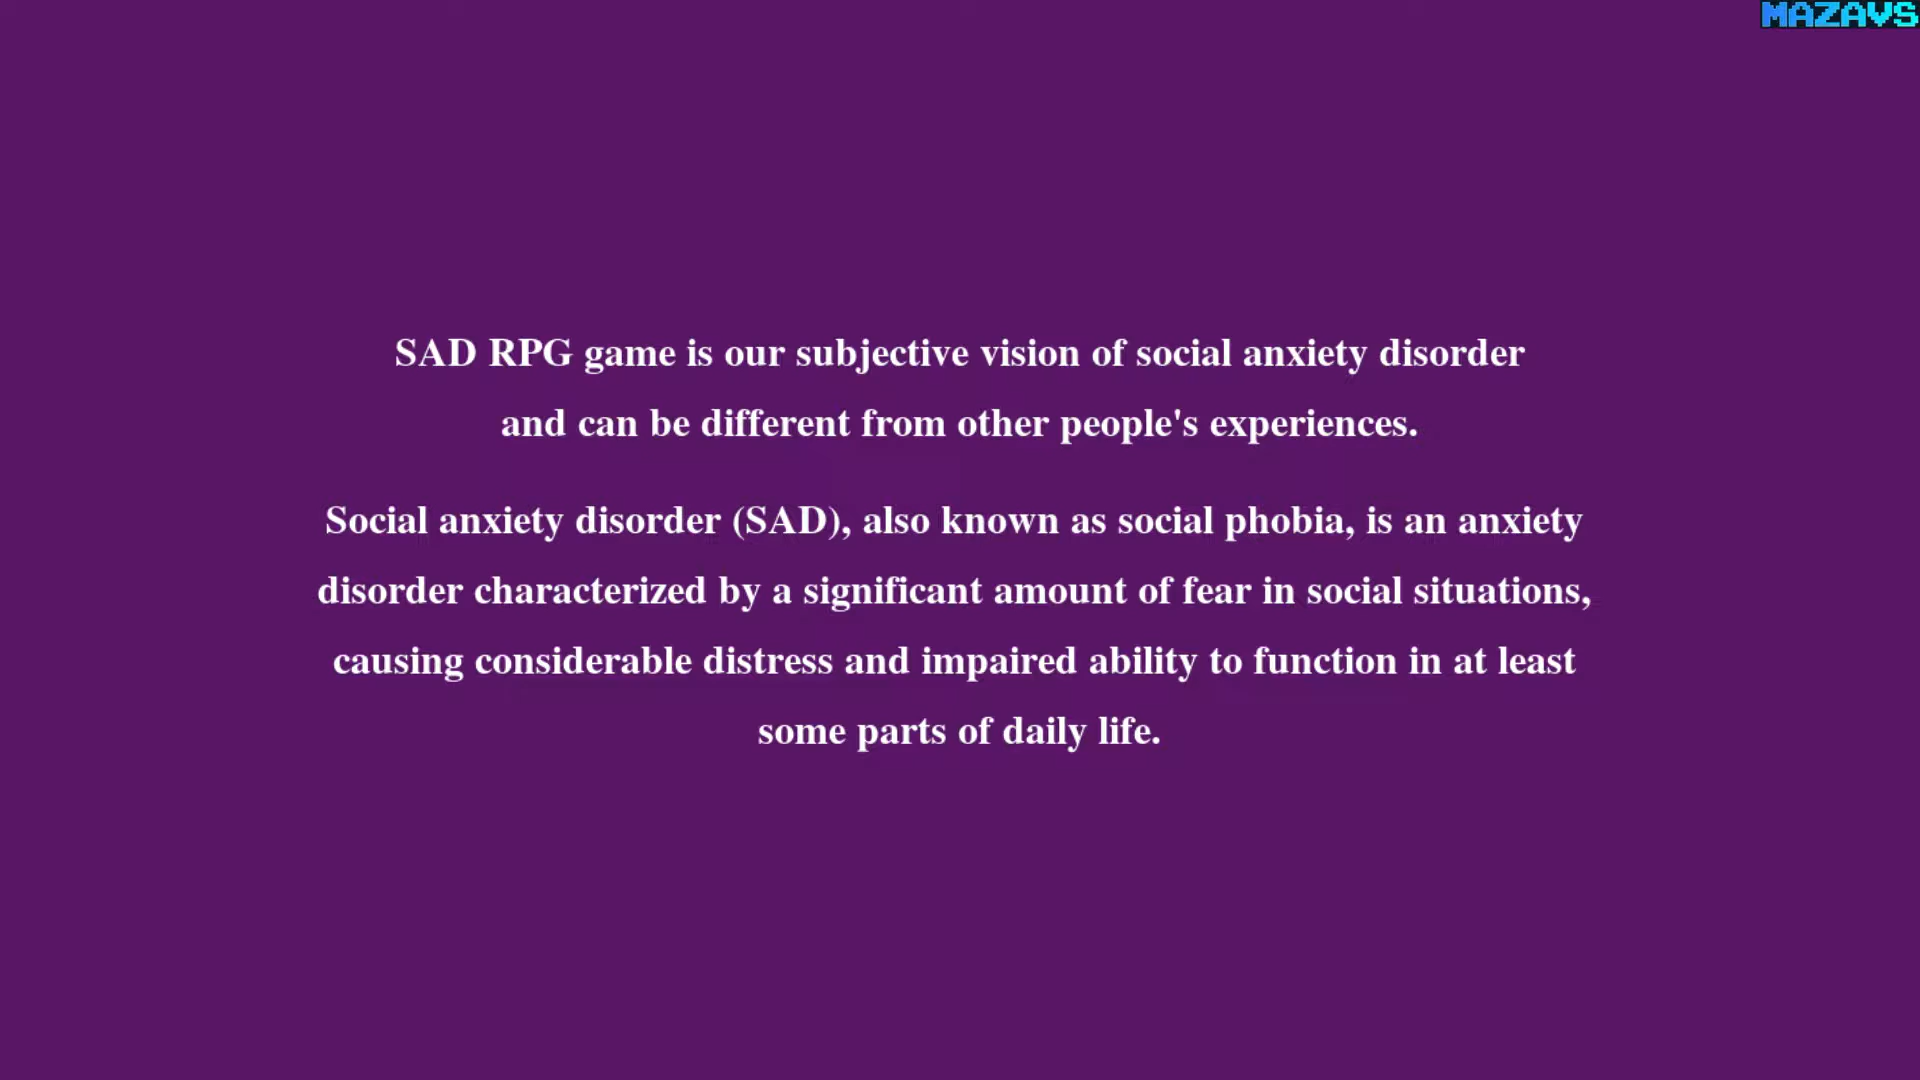 MAZAVS
SAD RPG game is our subjective vision of social anxiety disorder
and can be different from other people's experiences.
Social anxiety disorder (SAD), also known as social phobia, is an anxiety
disorder characterized by a significant amount of fear in social situations,
causing considerable distress and impaired ability to function in at least
some parts of daily life.